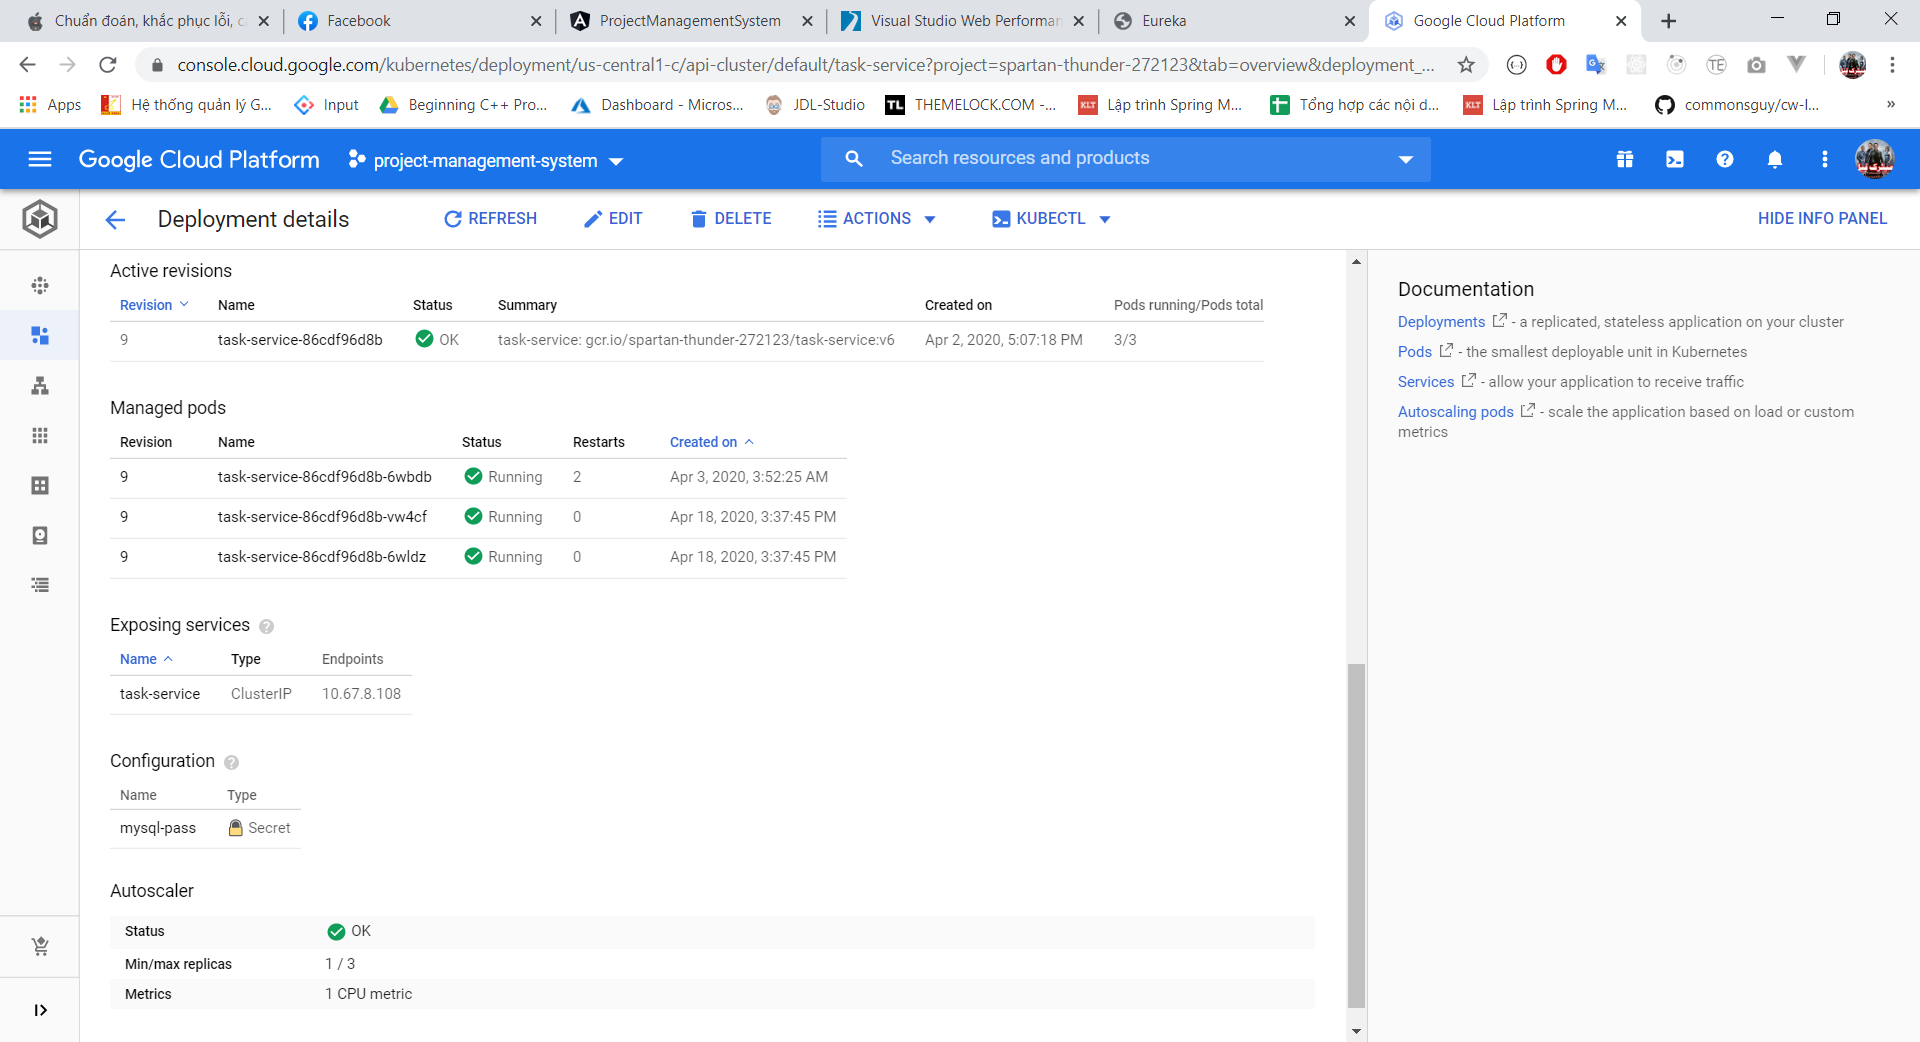 Chuẩn đoán, khắc phục lỗi, c
Facebook
ProjectManagementSystem
Visual Studio Web Performan
Eureka
Google Cloud Platform
console.cloud.google.com/kubernetes/deployment/us-central1-c/api-cluster/default/task-service?project=spartan-thunder-272123&tab=overview&deployment_...
Apps
Hệ thống quản lý G...
Input
Beginning C++ Pro...
Dashboard - Micros...
JDL-Studio
TL THEMELOCK.COM -...
KLT Lập trình Spring M...
Tổng hợp các nội d...
KLT Lập trình Spring M...
commonsguy/cw-l...
»
Google Cloud Platform
project-management-system
Search resources and products
Deployment details
REFRESH
EDIT
DELETE
ACTIONS
KUBECTL
HIDE INFO PANEL
Active revisions
Revision Name Status Summary Created on Pods running/Pods total
9 task-service-86cdf96d8b OK task-service: gcr.io/spartan-thunder-272123/task-service:v6 Apr 2, 2020, 5:07:18 PM 3/3
Managed pods
Revision Name Status Restarts Created on
9 task-service-86cdf96d8b-6wbdb Running 2 Apr 3, 2020, 3:52:25 AM
9 task-service-86cdf96d8b-vw4cf Running 0 Apr 18, 2020, 3:37:45 PM
9 task-service-86cdf96d8b-6wldz Running 0 Apr 18, 2020, 3:37:45 PM
Exposing services
Name Type Endpoints
task-service ClusterIP 10.67.8.108
Configuration
Name Type
mysql-pass Secret
Autoscaler
Status OK
Min/max replicas 1 / 3
Metrics 1 CPU metric
Documentation
Deployments - a replicated, stateless application on your cluster
Pods - the smallest deployable unit in Kubernetes
Services - allow your application to receive traffic
Autoscaling pods - scale the application based on load or custom
metrics